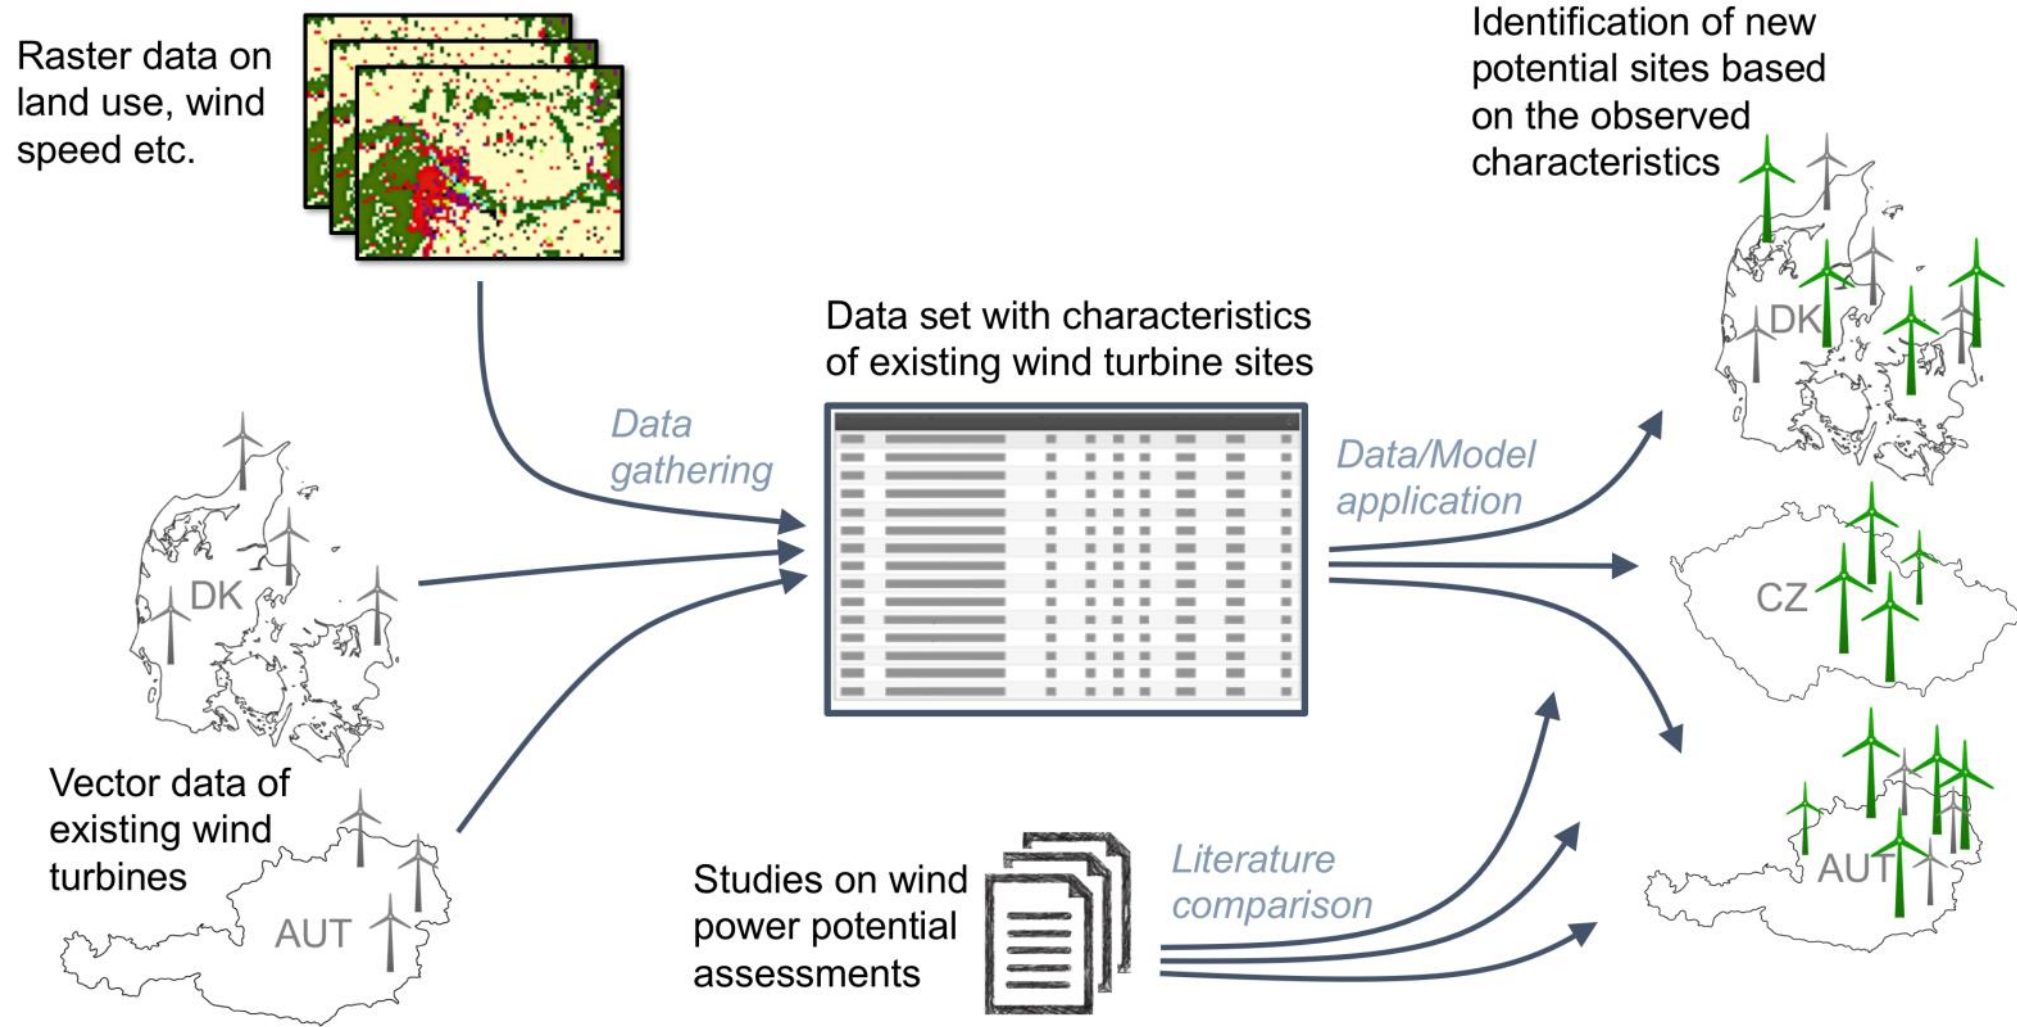 Raster data on
land use, wind
speed etc.
Identification of new
potential sites based
on the observed
characteristics
DK
Data set with characteristics
of existing wind turbine sites
Data
gathering
Data/Model
application
DK
CZ
Vector data of
existing wind
turbines
AUT
Studies on wind
power potential
assessments
Literature
comparison
AUT